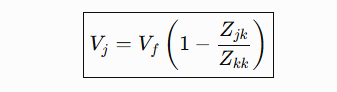 $V_j = V_f \left( 1 - \frac{Z_{jk}}{Z_{kk}} \right)$